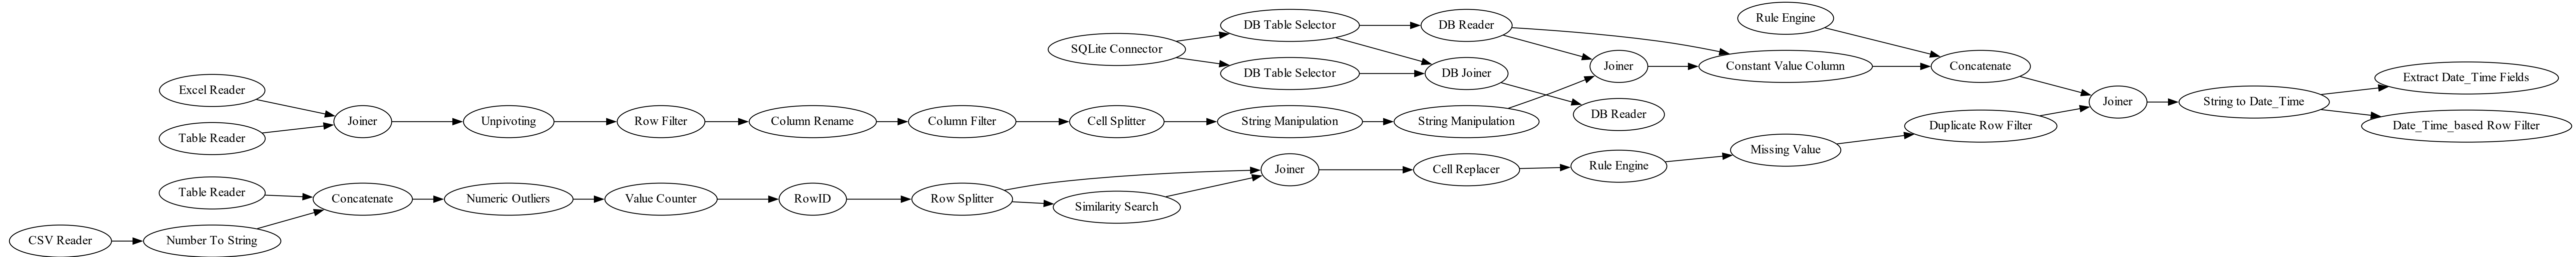 Rule Engine
DB Table Selector
DB Reader
SQLite Connector
Joiner
Constant Value Column
Concatenate
DB Table Selector
DB Joiner
Extract Date_Time Fields
Excel Reader
Joiner
String to Date_Time
DB Reader
Joiner
Unpivoting
Row Filter
Column Rename
Column Filter
Cell Splitter
String Manipulation
String Manipulation
Duplicate Row Filter
Date_Time_based Row Filter
Table Reader
Missing Value
Joiner
Cell Replacer
Rule Engine
Table Reader
Concatenate
Numeric Outliers
Value Counter
RowID
Row Splitter
Similarity Search
CSV Reader
Number To String